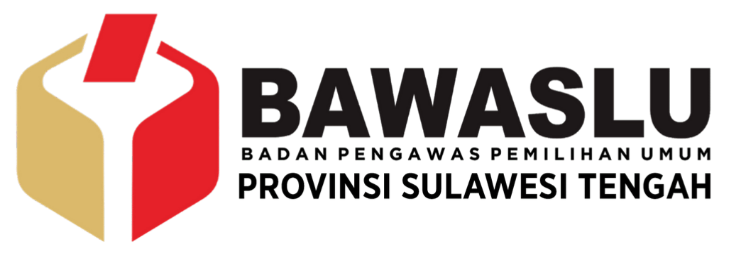 BAWASLU
BADAN PENGAWAS PEMILIHAN UMUM
PROVINSI SULAWESI TENGAH